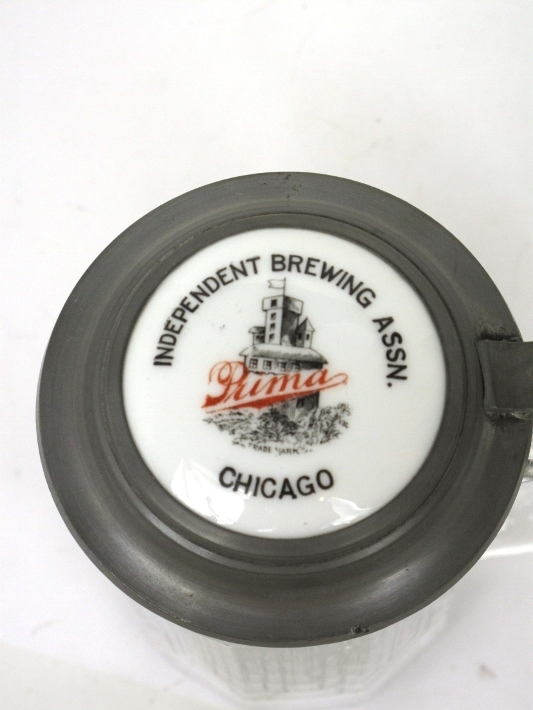 INDEPENDENT BREWING ASSN.
Prima
TRADE MARK
CHICAGO